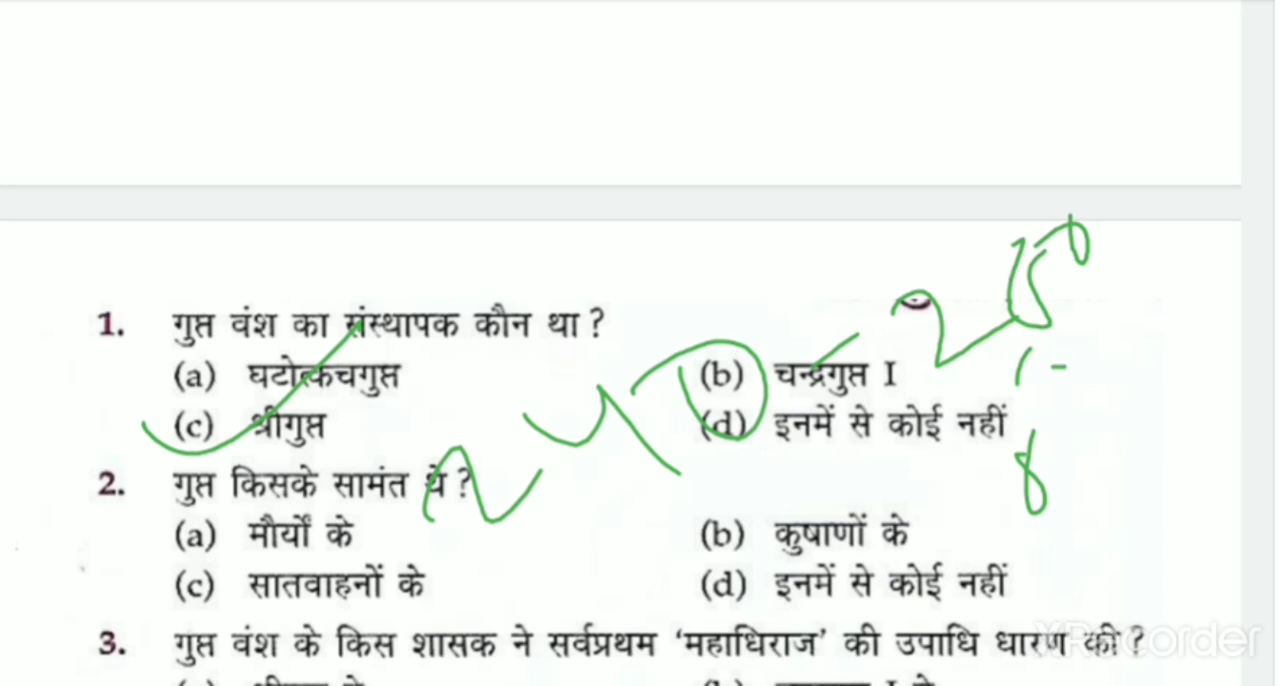 1. गुप्त वंश का संस्थापक कौन था ?
(a) घटोत्कचगुप्त (b) चन्द्रगुप्त I
(c) श्रीगुप्त (d) इनमें से कोई नहीं
2. गुप्त किसके सामंत थे ?
(a) मौर्यों के (b) कुषाणों के
(c) सातवाहनों के (d) इनमें से कोई नहीं
3. गुप्त वंश के किस शासक ने सर्वप्रथम ‘महाधिराज’ की उपाधि धारण की ?
XRecorder